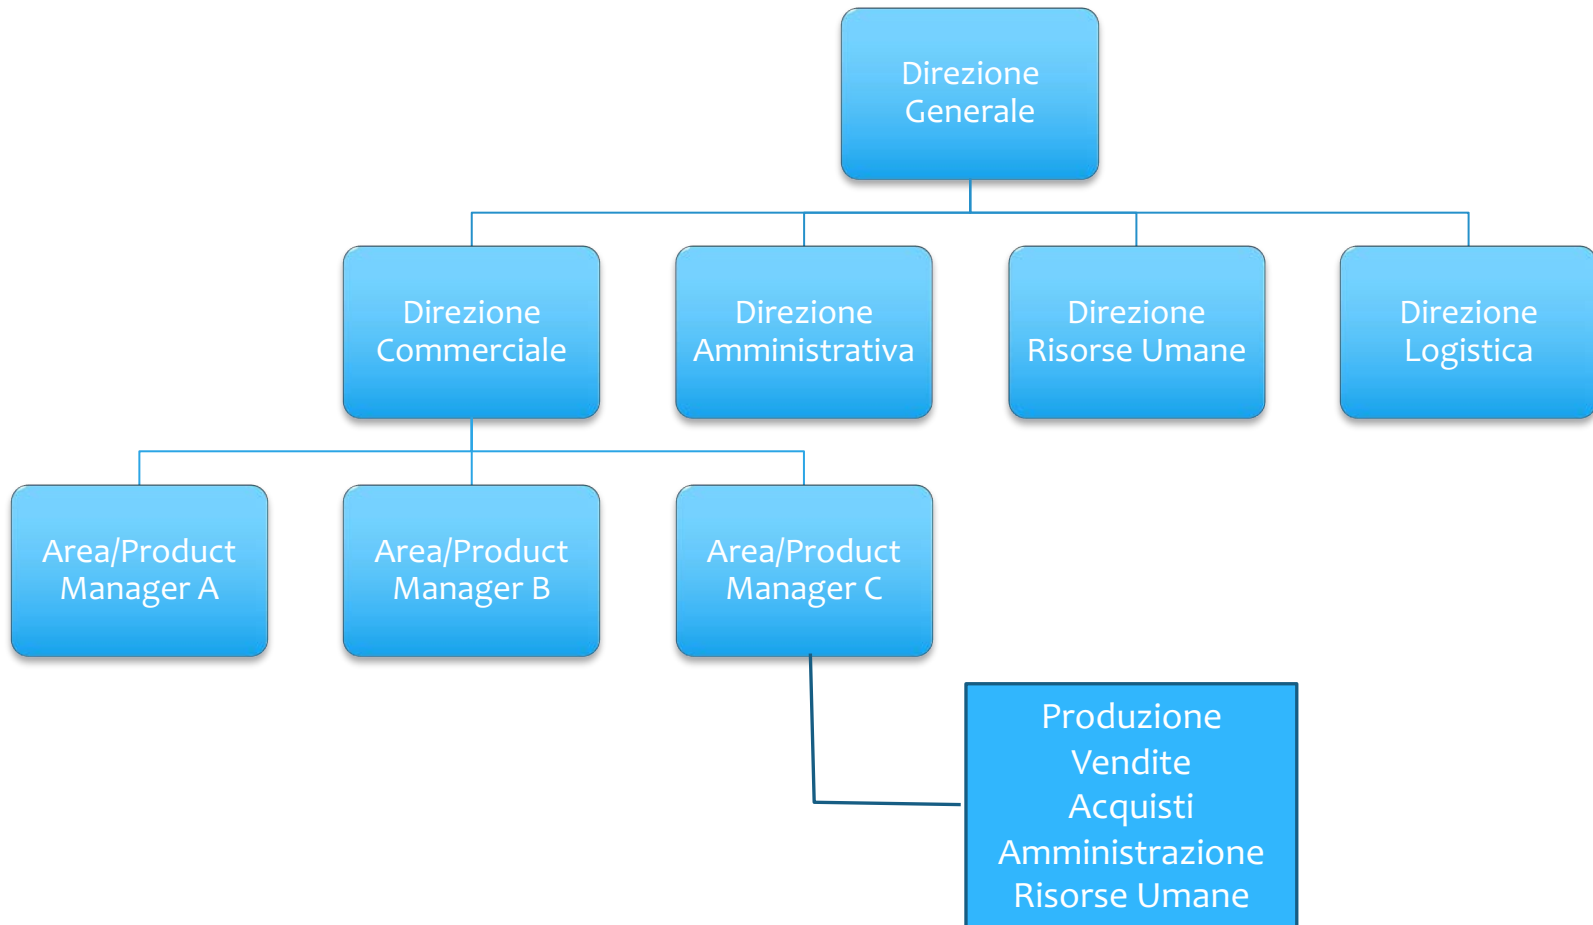 Direzione
Generale
Direzione
Commerciale
Direzione
Amministrativa
Direzione
Risorse Umane
Direzione
Logistica
Area/Product
Manager A
Area/Product
Manager B
Area/Product
Manager C
Produzione
Vendite
Acquisti
Amministrazione
Risorse Umane